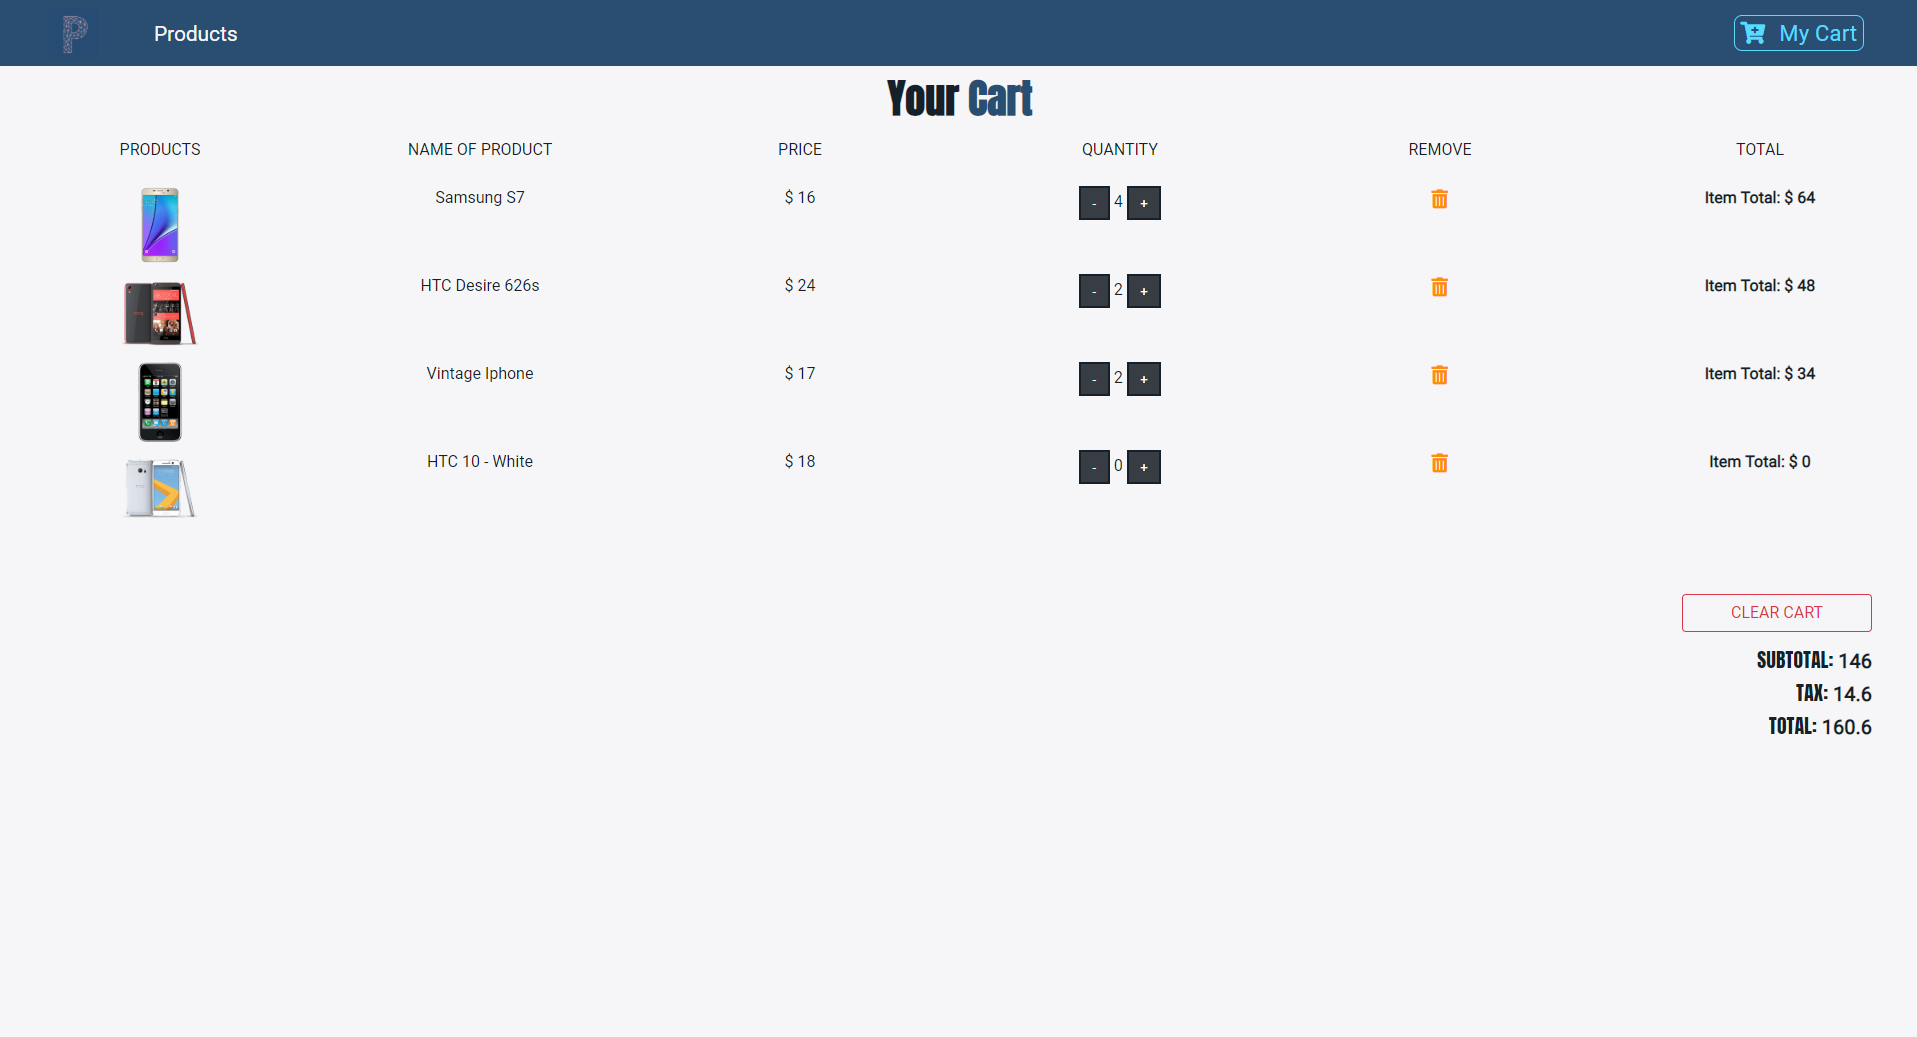 P
Products
My Cart
Your Cart
PRODUCTS NAME OF PRODUCT PRICE QUANTITY REMOVE TOTAL
Samsung S7 $ 16 - 4 + Item Total: $ 64
HTC Desire 626s $ 24 - 2 + Item Total: $ 48
Vintage Iphone $ 17 - 2 + Item Total: $ 34
HTC 10 - White $ 18 - 0 + Item Total: $ 0
CLEAR CART
SUBTOTAL: 146
TAX: 14.6
TOTAL: 160.6